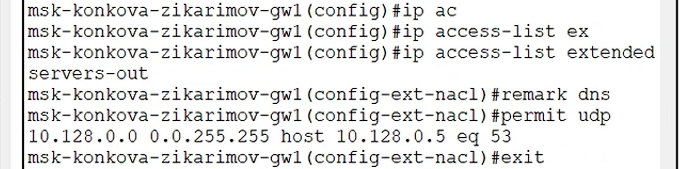 msk-konkova-zikarimov-gw1(config)#ip ac
msk-konkova-zikarimov-gw1(config)#ip access-list ex
msk-konkova-zikarimov-gw1(config)#ip access-list extended
servers-out
msk-konkova-zikarimov-gw1(config-ext-nacl)#remark dns
msk-konkova-zikarimov-gw1(config-ext-nacl)#permit udp
10.128.0.0 0.0.255.255 host 10.128.0.5 eq 53
msk-konkova-zikarimov-gw1(config-ext-nacl)#exit